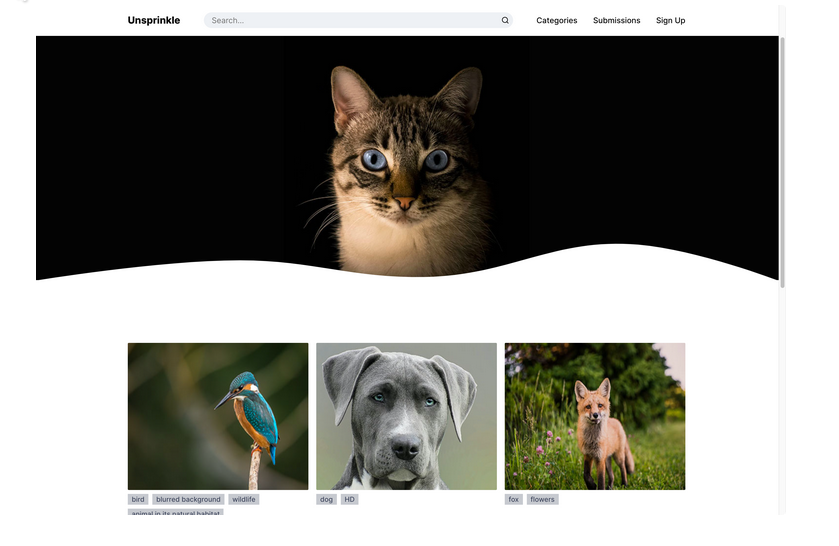 Unsprinkle Search... Categories Submissions Sign Up
bird blurred background wildlife dog HD fox flowers
animal in its natural habitat